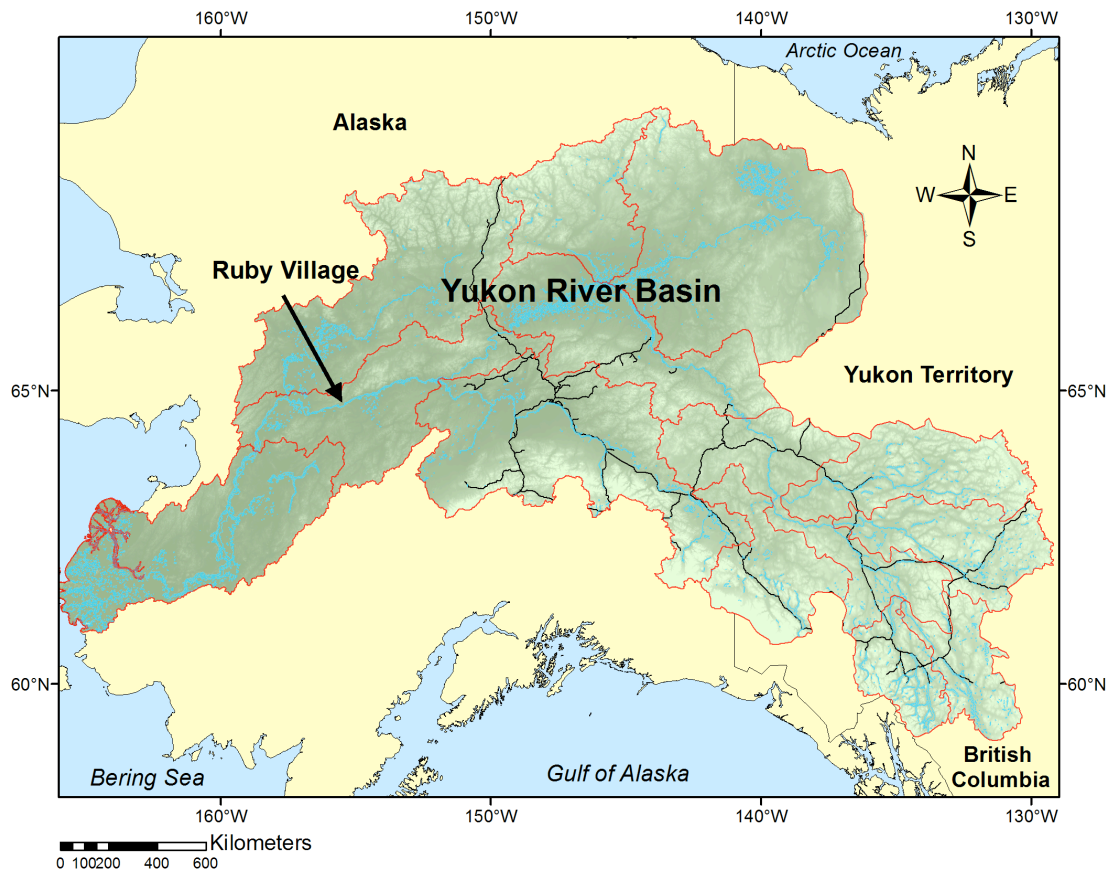 160°W 150°W 140°W 130°W
Arctic Ocean
Alaska
N
W E
S
Ruby Village
Yukon River Basin
65°N 65°N
Yukon Territory
60°N 60°N
British
Columbia
Bering Sea
Gulf of Alaska
160°W 150°W 140°W 130°W
Kilometers
0 100200 400 600